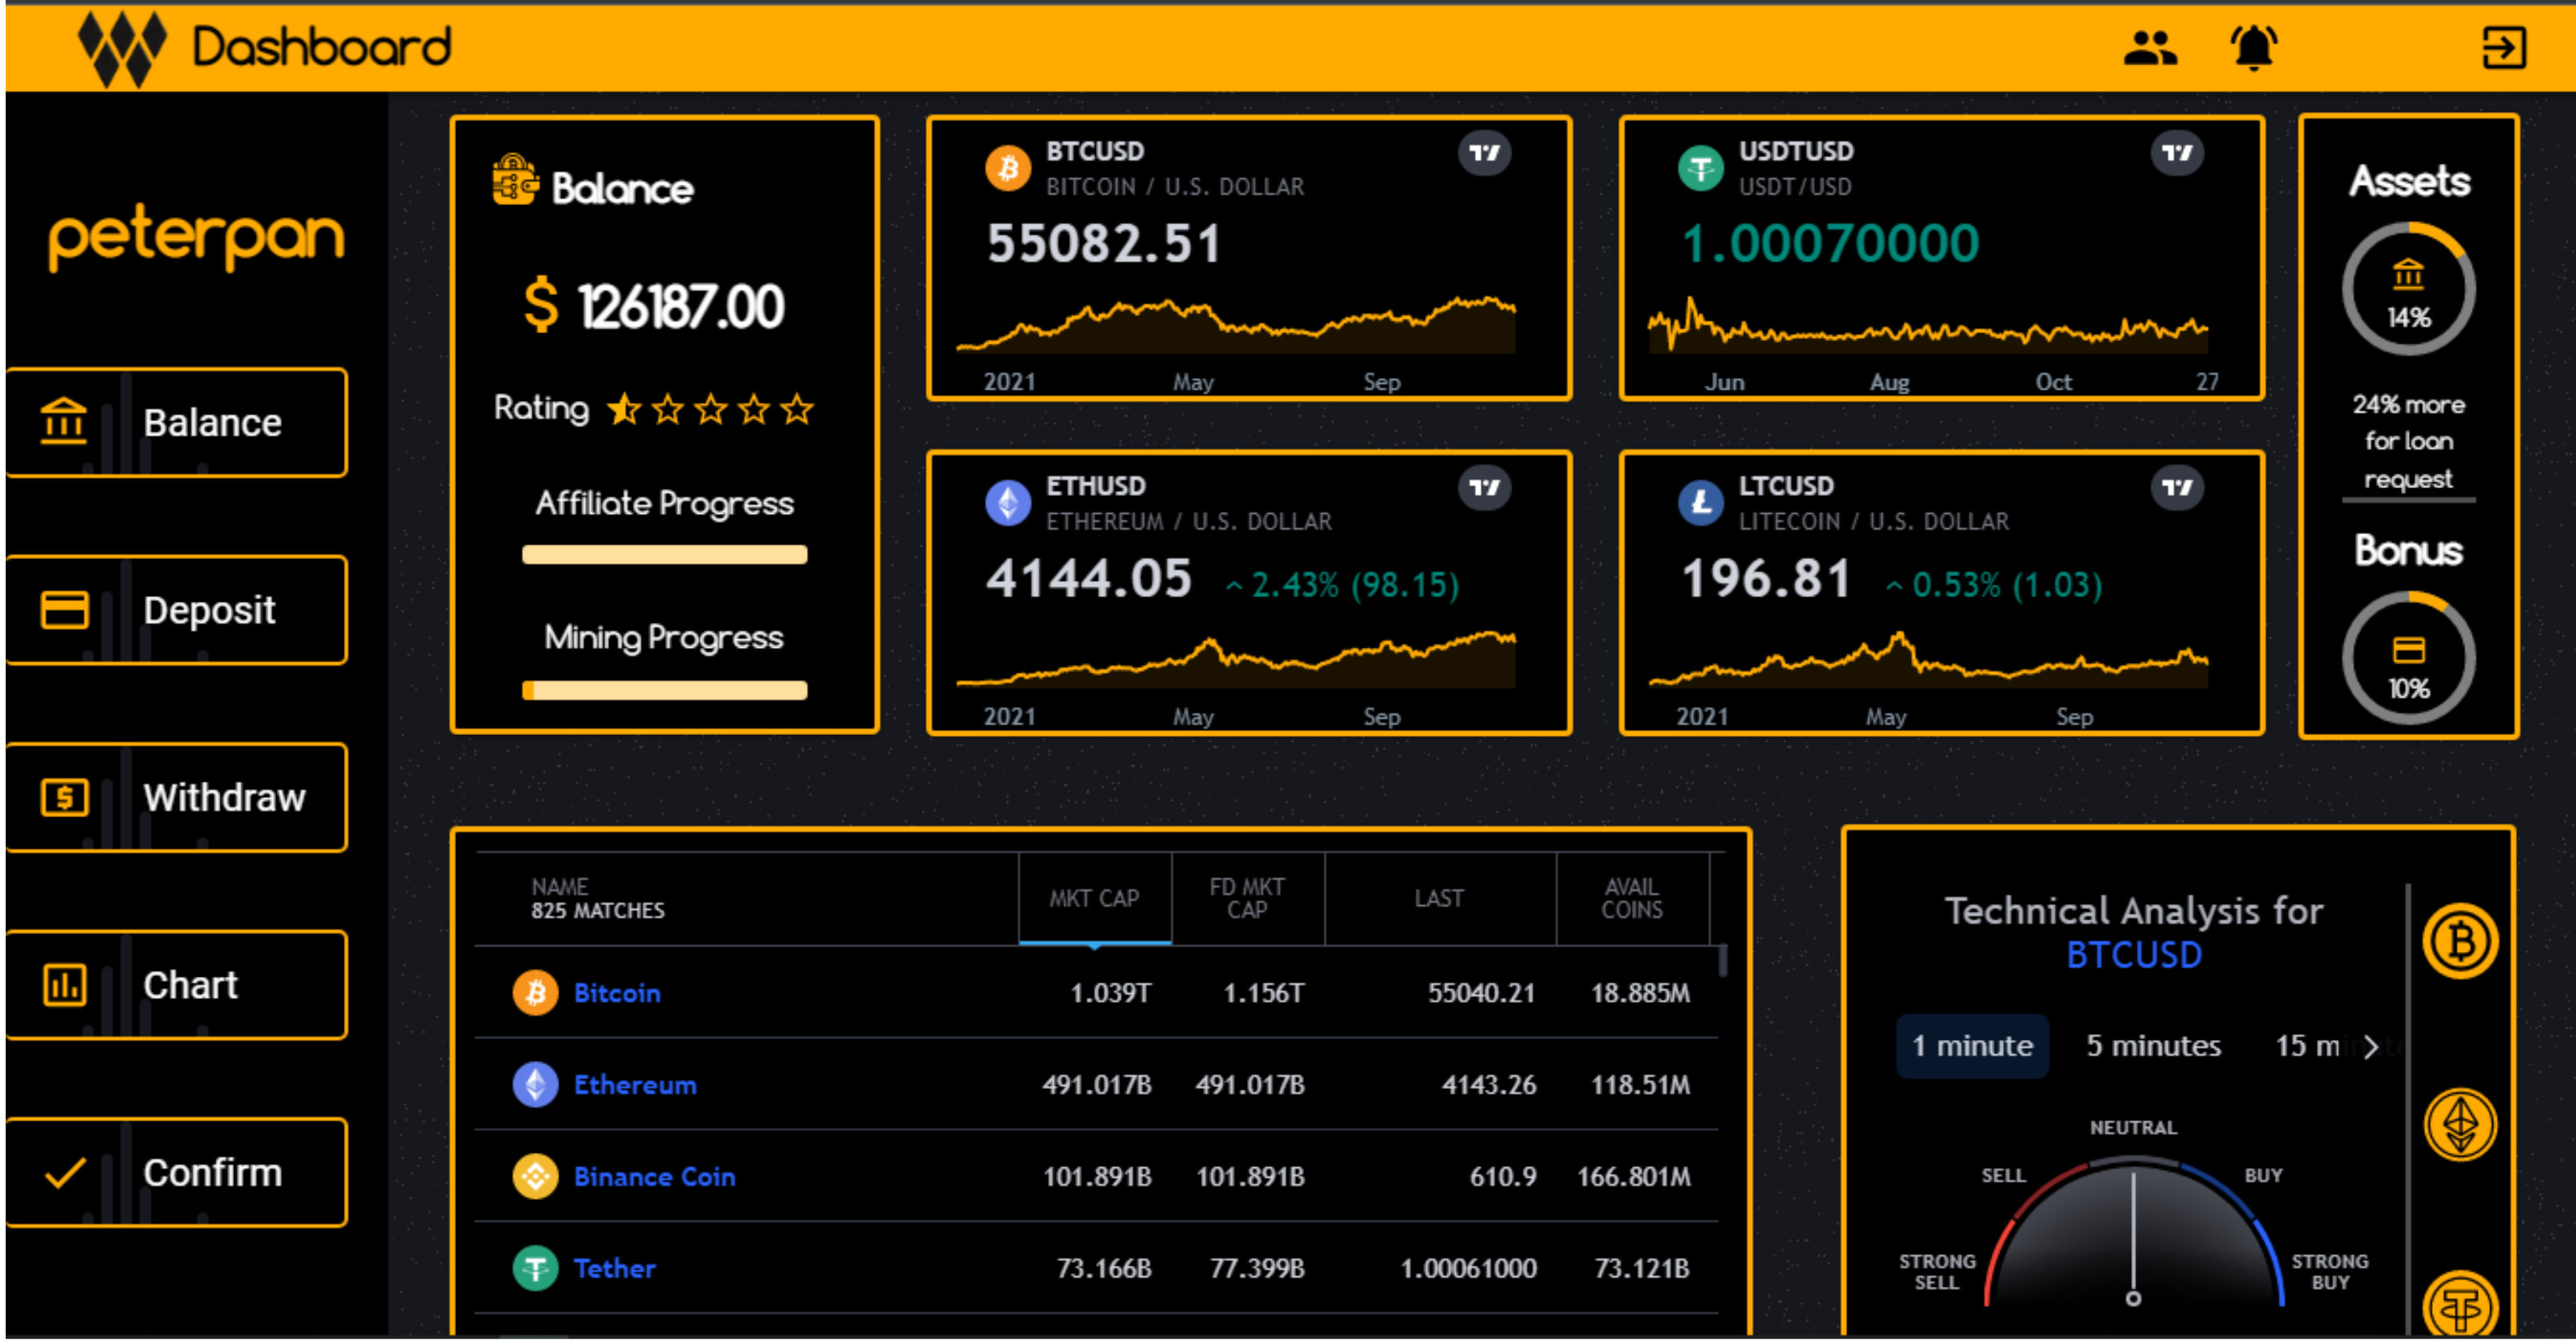 Dashboard
peterpan
Balance
Deposit
Withdraw
Chart
Confirm
Balance
$ 126187.00
Rating
Affiliate Progress
Mining Progress
BTCUSD
BITCOIN / U.S. DOLLAR
55082.51
2021 May Sep
USDTUSD
USDT/USD
1.00070000
Jun Aug Oct 27
ETHUSD
ETHEREUM / U.S. DOLLAR
4144.05 2.43% (98.15)
2021 May Sep
LTCUSD
LITECOIN / U.S. DOLLAR
196.81 0.53% (1.03)
2021 May Sep
Assets
14%
24% more
for loan
request
Bonus
10%
NAME
825 MATCHES
MKT CAP
FD MKT
CAP
LAST
AVAIL
COINS
Bitcoin 1.039T 1.156T 55040.21 18.885M
Ethereum 491.017B 491.017B 4143.26 118.51M
Binance Coin 101.891B 101.891B 610.9 166.801M
Tether 73.166B 77.399B 1.00061000 73.121B
Technical Analysis for
BTCUSD
1 minute 5 minutes 15 m
NEUTRAL
SELL BUY
STRONG
SELL
STRONG
BUY